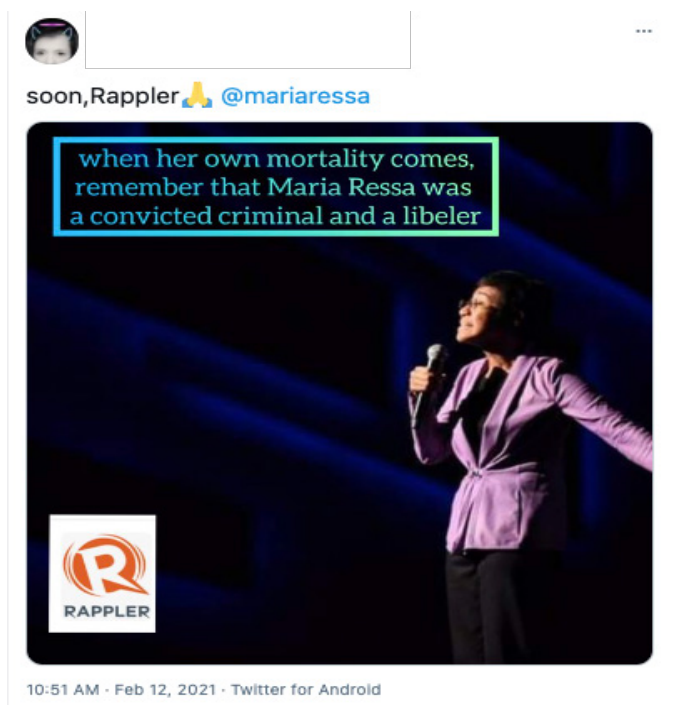 soon,Rappler🙏 @mariaressa
when her own mortality comes,
remember that Maria Ressa was
a convicted criminal and a libeler
R
RAPPLER
10:51 AM · Feb 12, 2021 · Twitter for Android